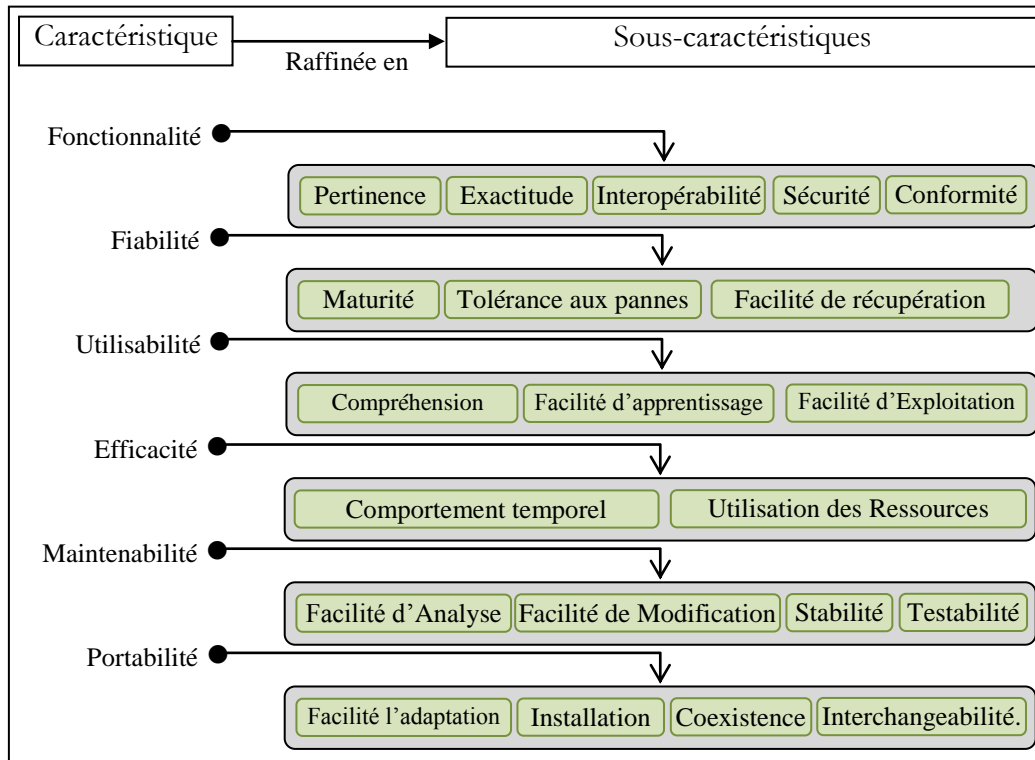 Caractéristique
Raffinée en
Sous-caractéristiques
Fonctionnalité
Pertinence Exactitude Interopérabilité Sécurité Conformité
Fiabilité
Maturité Tolérance aux pannes Facilité de récupération
Utilisabilité
Compréhension Facilité d’apprentissage Facilité d’Exploitation
Efficacité
Comportement temporel Utilisation des Ressources
Maintenabilité
Facilité d’Analyse Facilité de Modification Stabilité Testabilité
Portabilité
Facilité l’adaptation Installation Coexistence Interchangeabilité.